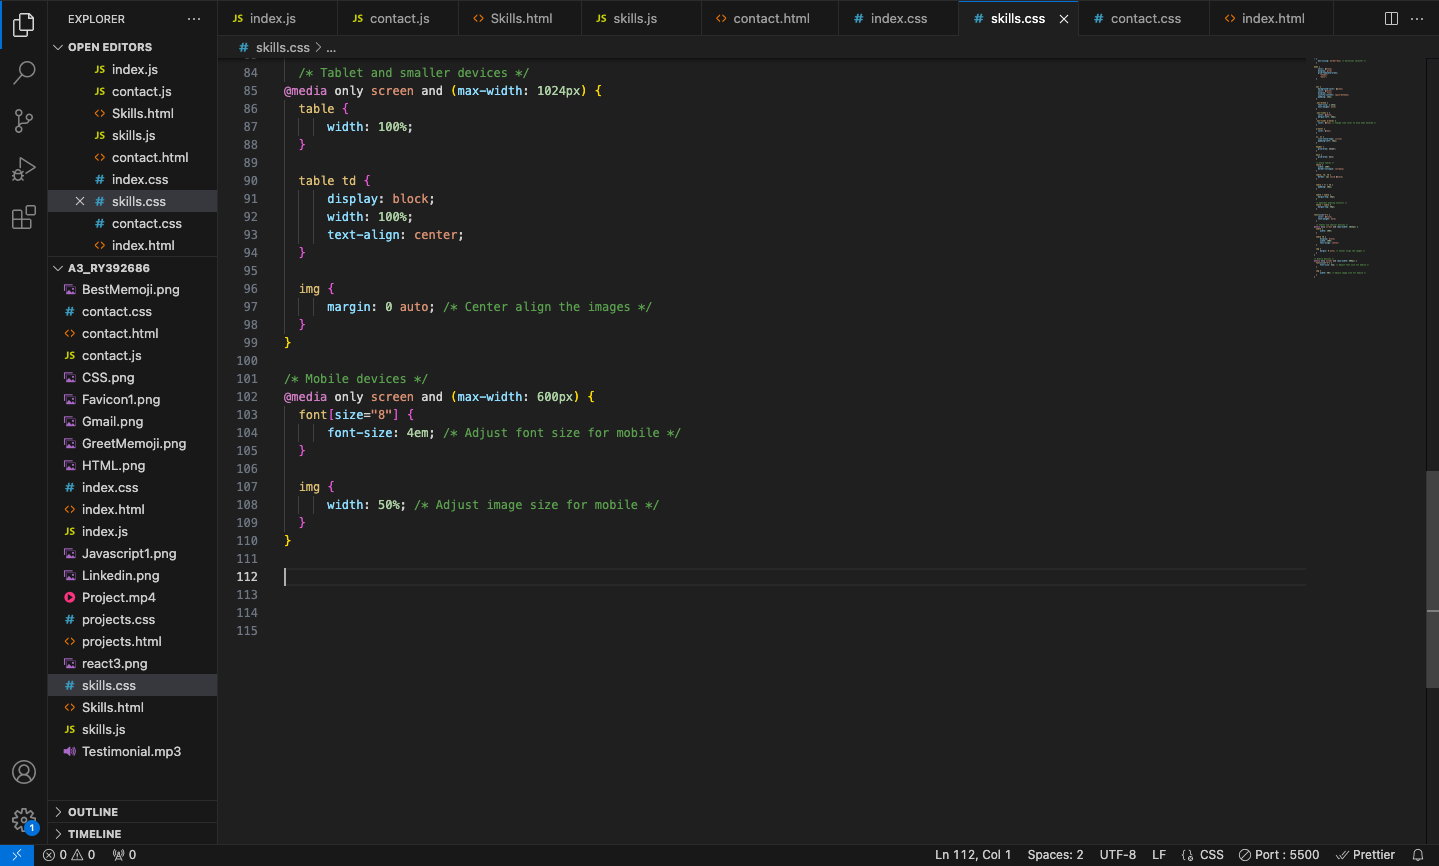 EXPLORER
OPEN EDITORS
JS index.js
JS contact.js
<> Skills.html
JS skills.js
<> contact.html
# index.css
# skills.css
# contact.css
<> index.html
A3_RY392686
BestMemoji.png
# contact.css
<> contact.html
JS contact.js
CSS.png
Favicon1.png
Gmail.png
GreetMemoji.png
HTML.png
# index.css
<> index.html
JS index.js
Javascript1.png
Linkedin.png
Project.mp4
# projects.css
<> projects.html
react3.png
# skills.css
<> Skills.html
JS skills.js
Testimonial.mp3
OUTLINE
TIMELINE
1
JS index.js JS contact.js <> Skills.html JS skills.js <> contact.html # index.css # skills.css # contact.css <> index.html
# skills.css > ...
84 /* Tablet and smaller devices */
85 @media only screen and (max-width: 1024px) {
86 table {
87 width: 100%;
88 }
89
90 table td {
91 display: block;
92 width: 100%;
93 text-align: center;
94 }
95
96 img {
97 margin: 0 auto; /* Center align the images */
98 }
99 }
100
101 /* Mobile devices */
102 @media only screen and (max-width: 600px) {
103 font[size="8"] {
104 font-size: 4em; /* Adjust font size for mobile */
105 }
106
107 img {
108 width: 50%; /* Adjust image size for mobile */
109 }
110 }
111
112
113
114
115
0 0 0 Ln 112, Col 1 Spaces: 2 UTF-8 LF {} CSS Port : 5500 Prettier